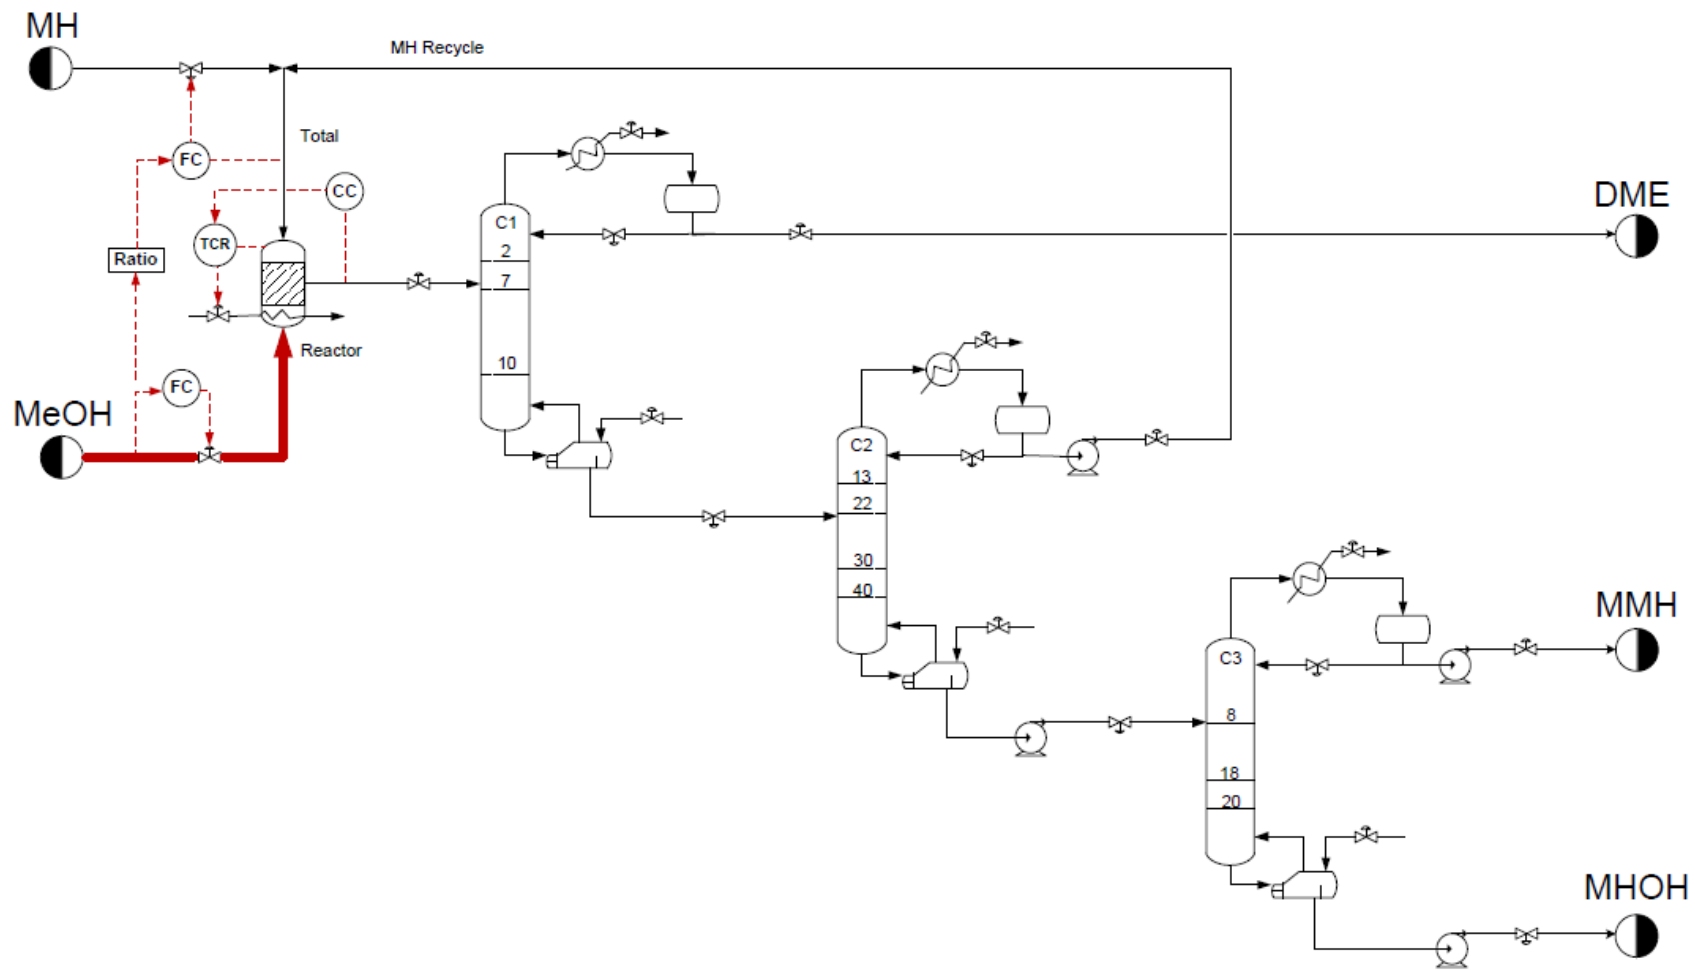 MH
MH Recycle
Total
FC
CC
TCR
Ratio
Reactor
FC
MeOH
C1
2
7
10
DME
C2
13
22
30
40
C3
8
18
20
MMH
MHOH